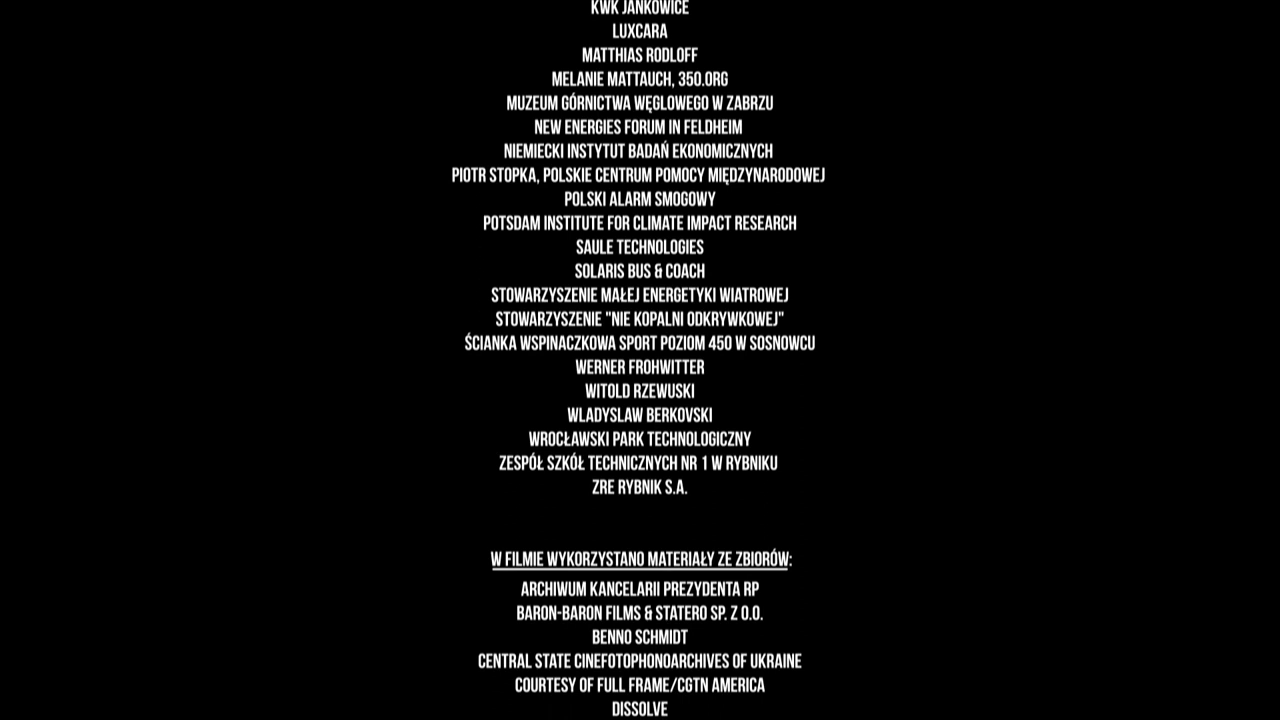 KWK JANKOWICE
LUXCARA
MATTHIAS RODLOFF
MELANIE MATTAUCH, 350.ORG
MUZEUM GÓRNICTWA WĘGLOWEGO W ZABRZU
NEW ENERGIES FORUM IN FELDHEIM
NIEMIECKI INSTYTUT BADAŃ EKONOMICZNYCH
PIOTR STOPKA, POLSKIE CENTRUM POMOCY MIĘDZYNARODOWEJ
POLSKI ALARM SMOGOWY
POTSDAM INSTITUTE FOR CLIMATE IMPACT RESEARCH
SAULE TECHNOLOGIES
SOLARIS BUS & COACH
STOWARZYSZENIE MAŁEJ ENERGETYKI WIATROWEJ
STOWARZYSZENIE "NIE KOPALNI ODKRYWKOWEJ"
ŚCIANKA WSPINACZKOWA SPORT POZIOM 450 W SOSNOWCU
WERNER FROHWITTER
WITOLD RZEWUSKI
WLADYSLAW BERKOVSKI
WROCŁAWSKI PARK TECHNOLOGICZNY
ZESPÓŁ SZKÓŁ TECHNICZNYCH NR 1 W RYBNIKU
ZRE RYBNIK S.A.
W FILMIE WYKORZYSTANO MATERIAŁY ZE ZBIORÓW:
ARCHIWUM KANCELARII PREZYDENTA RP
BARON-BARON FILMS & STATERO SP. Z O.O.
BENNO SCHMIDT
CENTRAL STATE CINEFOTOPHONOARCHIVES OF UKRAINE
COURTESY OF FULL FRAME/CGTN AMERICA
DISSOLVE